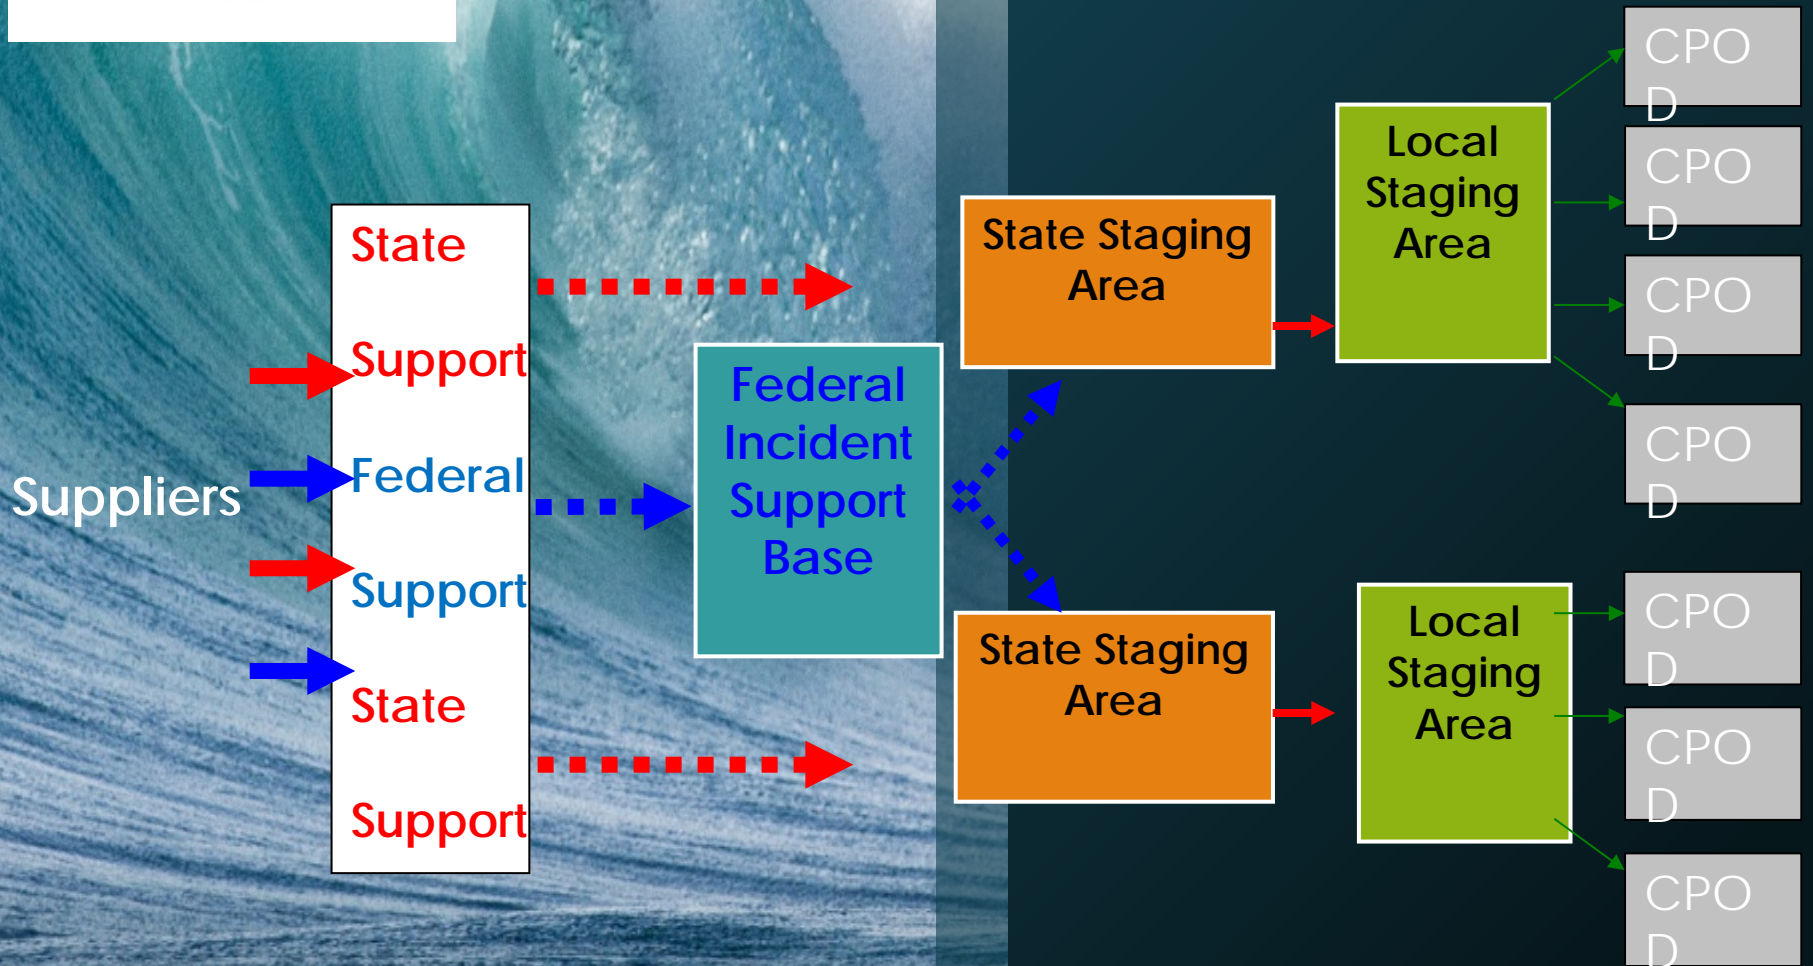 Suppliers
State
Support
Federal
Support
State
Support
Federal
Incident
Support
Base
State Staging
Area
State Staging
Area
Local
Staging
Area
Local
Staging
Area
CPO
D
CPO
D
CPO
D
CPO
D
CPO
D
CPO
D
CPO
D